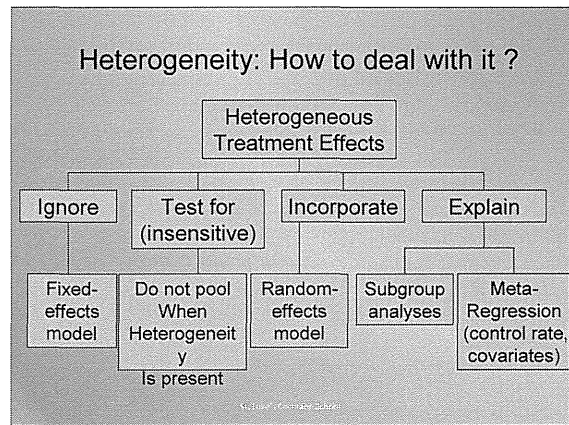 Heterogeneity: How to deal with it ?
Heterogeneous
Treatment Effects
Ignore
Test for
(insensitive)
Incorporate
Explain
Fixed-
effects
model
Do not pool
When
Heterogeneit
y
Is present
Random-
effects
model
Subgroup
analyses
Meta-
Regression
(control rate,
covariates)